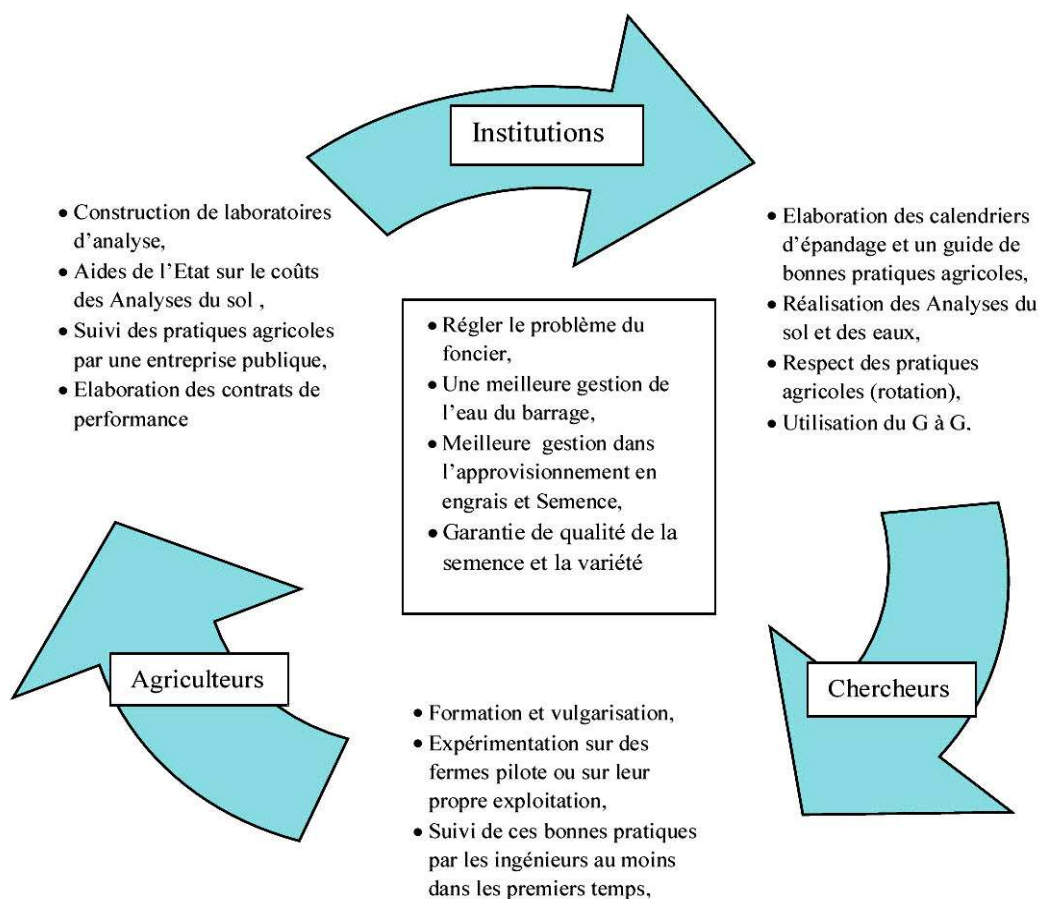 Institutions
• Construction de laboratoires
d'analyse,
• Aides de l'Etat sur le coûts
des Analyses du sol ,
• Suivi des pratiques agricoles
par une entreprise publique,
• Elaboration des contrats de
performance
• Elaboration des calendriers
d'épandage et un guide de
bonnes pratiques agricoles,
• Réalisation des Analyses du
sol et des eaux,
• Respect des pratiques
agricoles (rotation),
• Utilisation du G à G.
• Régler le problème du
foncier,
• Une meilleure gestion de
l'eau du barrage,
• Meilleure gestion dans
l'approvisionnement en
engrais et Semence,
• Garantie de qualité de la
semence et la variété
Agriculteurs
Chercheurs
• Formation et vulgarisation,
• Expérimentation sur des
fermes pilote ou sur leur
propre exploitation,
• Suivi de ces bonnes pratiques
par les ingénieurs au moins
dans les premiers temps,